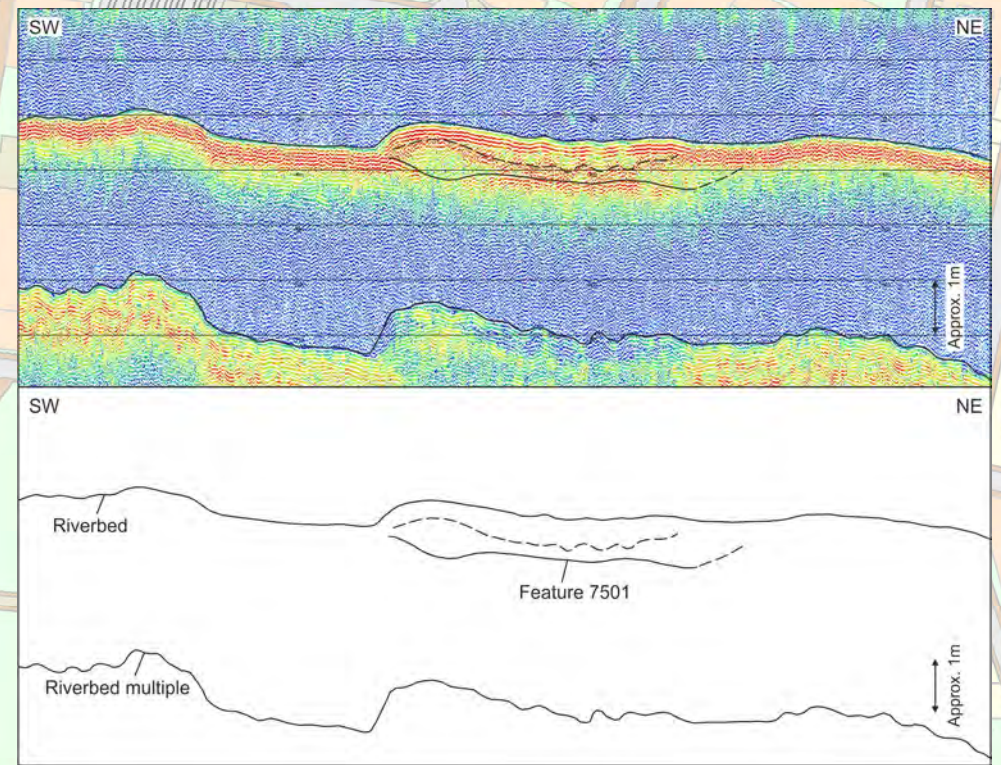 SW NE
Approx. 1m
SW NE
Riverbed
Feature 7501
Riverbed multiple
Approx. 1m